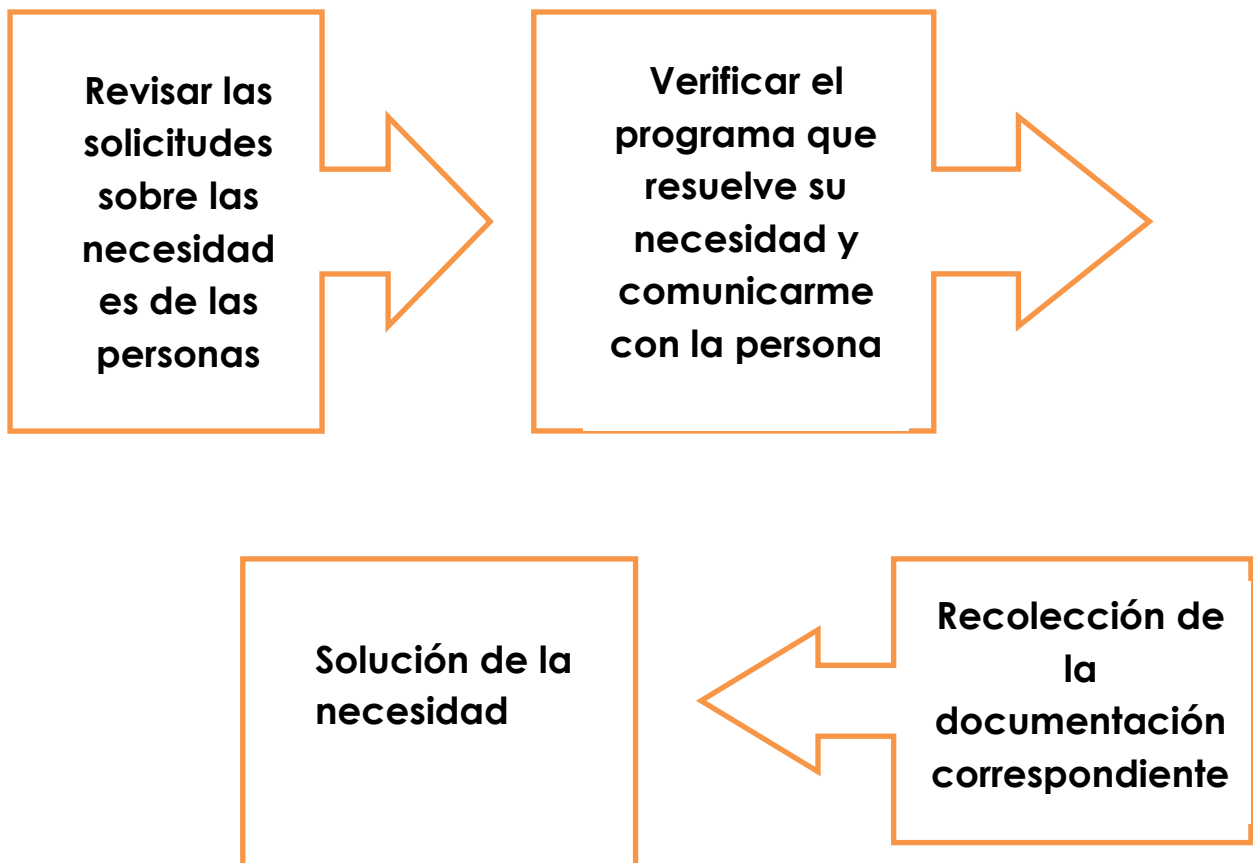 Revisar las
solicitudes
sobre las
necesidad
es de las
personas
Verificar el
programa que
resuelve su
necesidad y
comunicarme
con la persona
Recolección de
la
documentación
correspondiente
Solución de la
necesidad